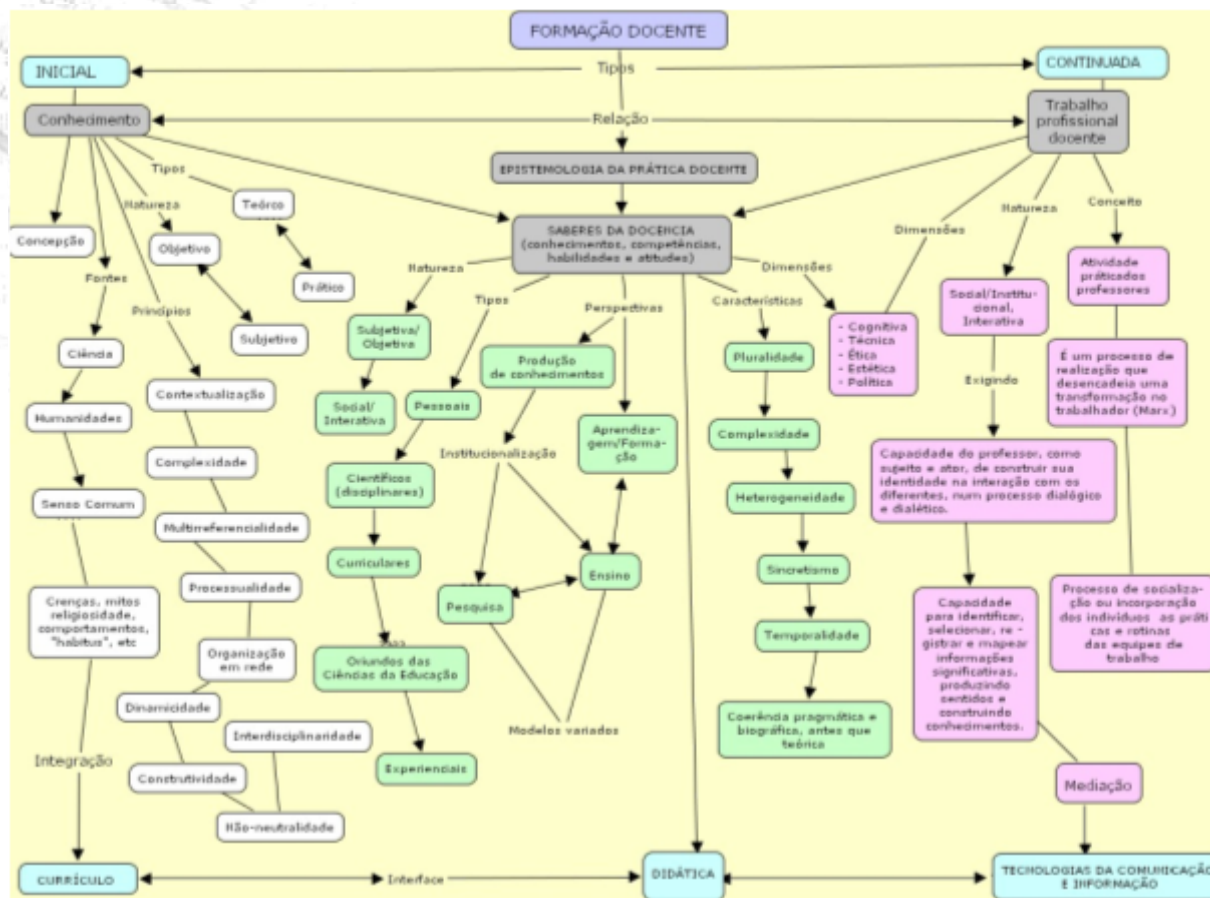 FORMAÇÃO DOCENTE
INICIAL
Tipos
CONTINUADA
Conhecimento
Relação
Trabalho
profissional
docente
EPISTEMOLOGIA DA PRÁTICA DOCENTE
Tipos
Natureza
Teórco
Concepção
Objetivo
Fontes
Prático
Princípios
Subjetivo
Ciência
Contextualização
Humanidades
Complexidade
Senso Comum
Multirreferencialidade
Processualidade
Crenças, mitos
religiosidade,
comportamentos,
"habitus", etc
Organização
em rede
Dinamicidade
Interdisciplinaridade
Integração
Construtividade
Não-neutralidade
SABERES DA DOCENCIA
(conhecimentos, competências,
habilidades e atitudes)
Natureza
Tipos
Perspectivas
Características
Dimensões
Subjetiva/
Objetiva
Social/
Interativa
Pessoais
Científicos
(disciplinares)
Curriculares
Oriundos das
Ciências da Educação
Experienciais
Produção
de conhecimentos
Institucionalização
Aprendiza-
gem/Forma-
ção
Pesquisa
Ensino
Modelos variados
Pluralidade
Complexidade
Heterogeneidade
Sincretismo
Temporalidade
Coerência pragmática e
biográfica, antes que
teórica
Dimensões
Natureza
Conceito
- Cognitiva
- Técnica
- Ética
- Estética
- Política
Social/Institu-
cional,
Interativa
Exigindo
Capacidade do professor, como
sujeito e ator, de construir sua
identidade na interação com os
diferentes, num processo dialógico
e dialético.
Capacidade
para identificar,
selecionar, re -
gistrar e mapear
informações
significativas,
produzindo
sentidos e
construindo
conhecimentos.
Mediação
Atividade
práticados
professores
É um processo de
realização que
desencadeia uma
transformação no
trabalhador (Marx)
Processo de socializa-
ção ou incorporação
dos indivíduos as práti
cas e rotinas
das equipes de
trabalho
CURRÍCULO
Interface
DIDÁTICA
TECNOLOGIAS DA COMUNICAÇÃO
E INFORMAÇÃO